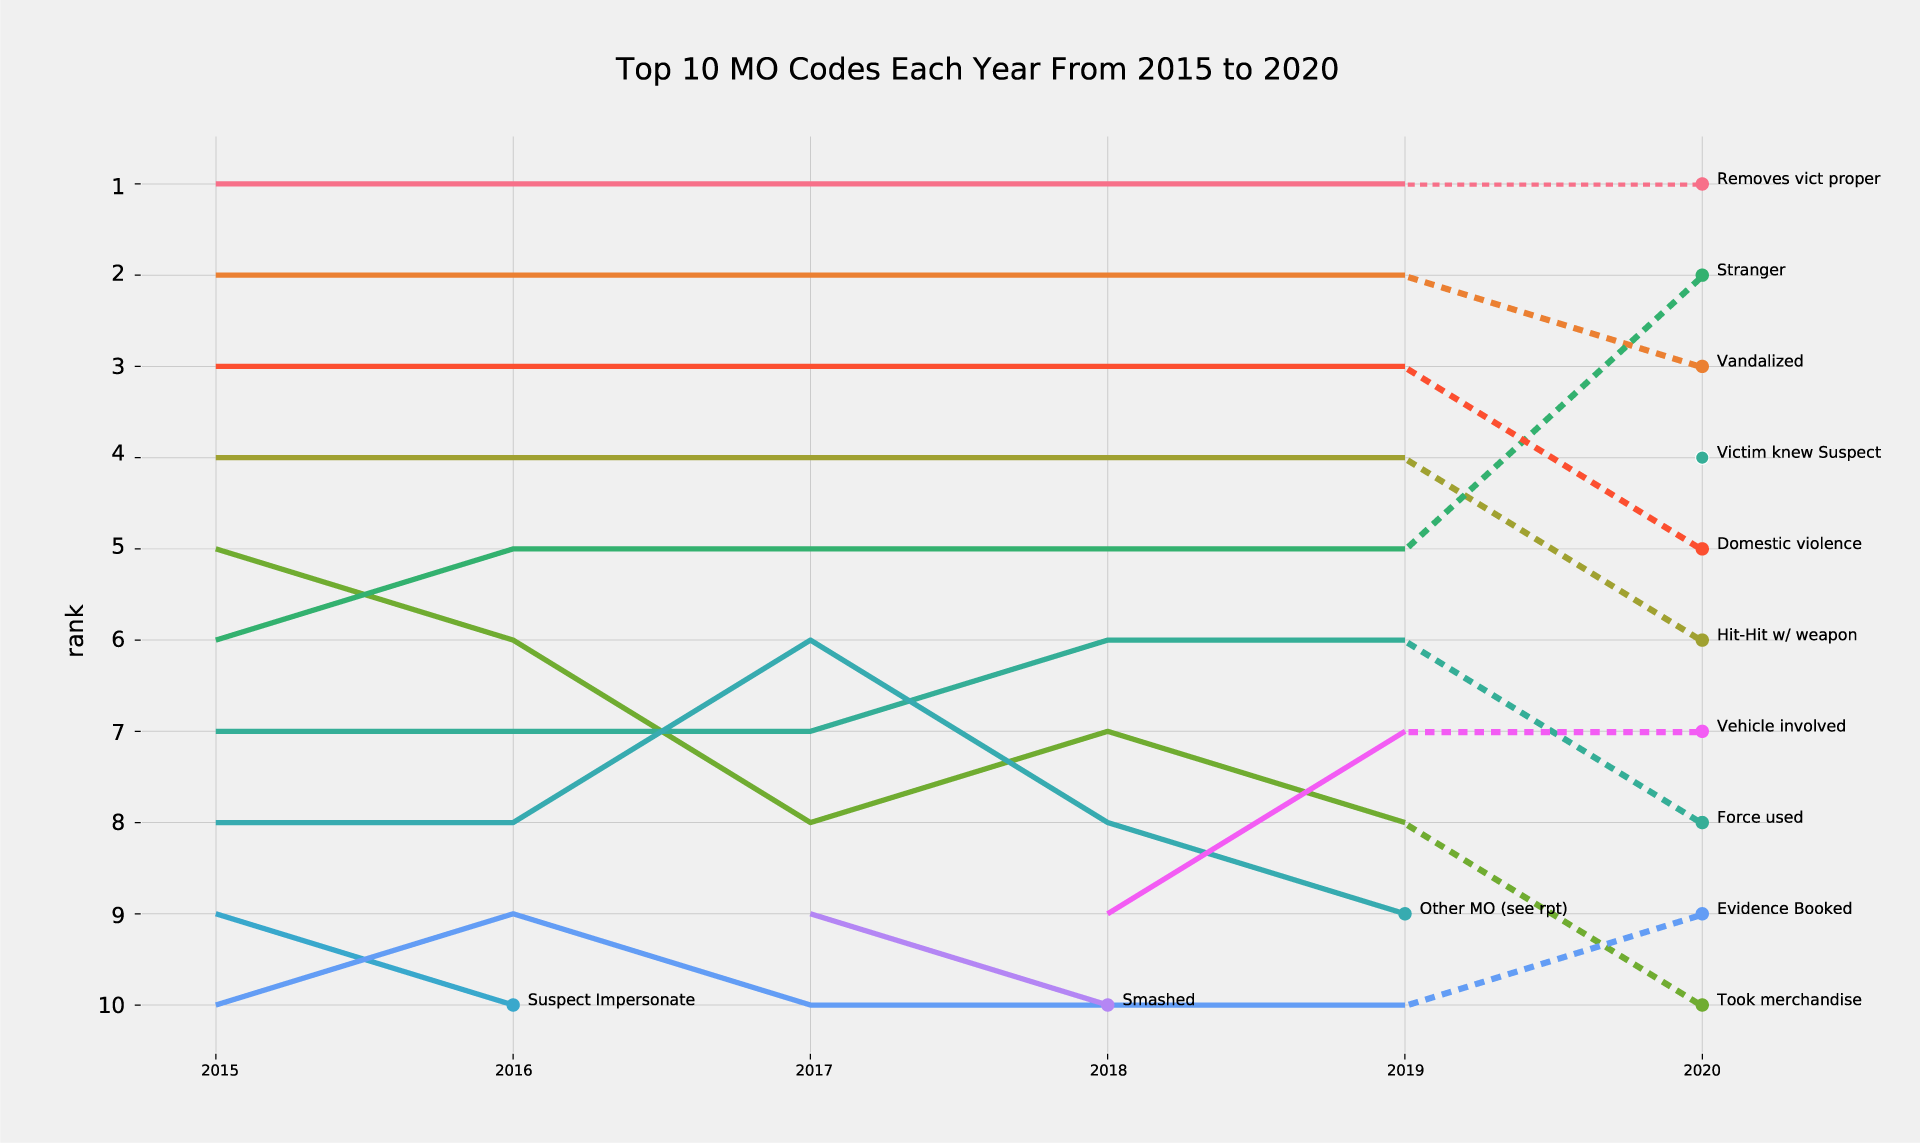 Top 10 MO Codes Each Year From 2015 to 2020
rank
1
2
3
4
5
6
7
8
9
10
Removes vict proper
Stranger
Vandalized
Victim knew Suspect
Domestic violence
Hit-Hit w/ weapon
Vehicle involved
Force used
Other MO (see rpt)
Evidence Booked
Suspect Impersonate
Smashed
Took merchandise
2015
2016
2017
2018
2019
2020